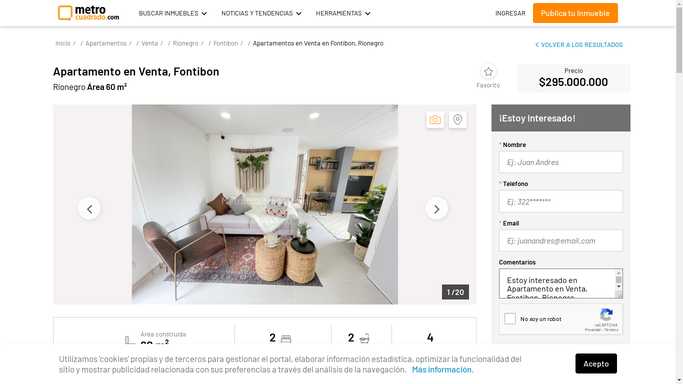 metro
cuadrado.com
BUSCAR INMUEBLES
NOTICIAS Y TENDENCIAS
HERRAMIENTAS
INGRESAR
Publica tu Inmueble
Inicio / / Apartamentos / / Venta / / Rionegro / / Fontibon / / Apartamentos en Venta en Fontibon, Rionegro
VOLVER A LOS RESULTADOS
Apartamento en Venta, Fontibon
Rionegro Area 60 m²
Favorito
Precio
$295.000.000
1 / 20
¡Estoy Interesado!
* Nombre
Ej: Juan Andres
* Telefono
Ej: 322*******
* Email
Ej: juanandres@email.com
Comentarios
Estoy interesado en
Apartamento en Venta,
Fontibon, Rionegro
No soy un robot
reCAPTCHA
Privacidad - Términos
Área construida
2
2
4
Utilizamos 'cookies' propias y de terceros para gestionar el portal, elaborar información estadística, optimizar la funcionalidad del
sitio y mostrar publicidad relacionada con sus preferencias a través del análisis de la navegación. Más información.
Acepto